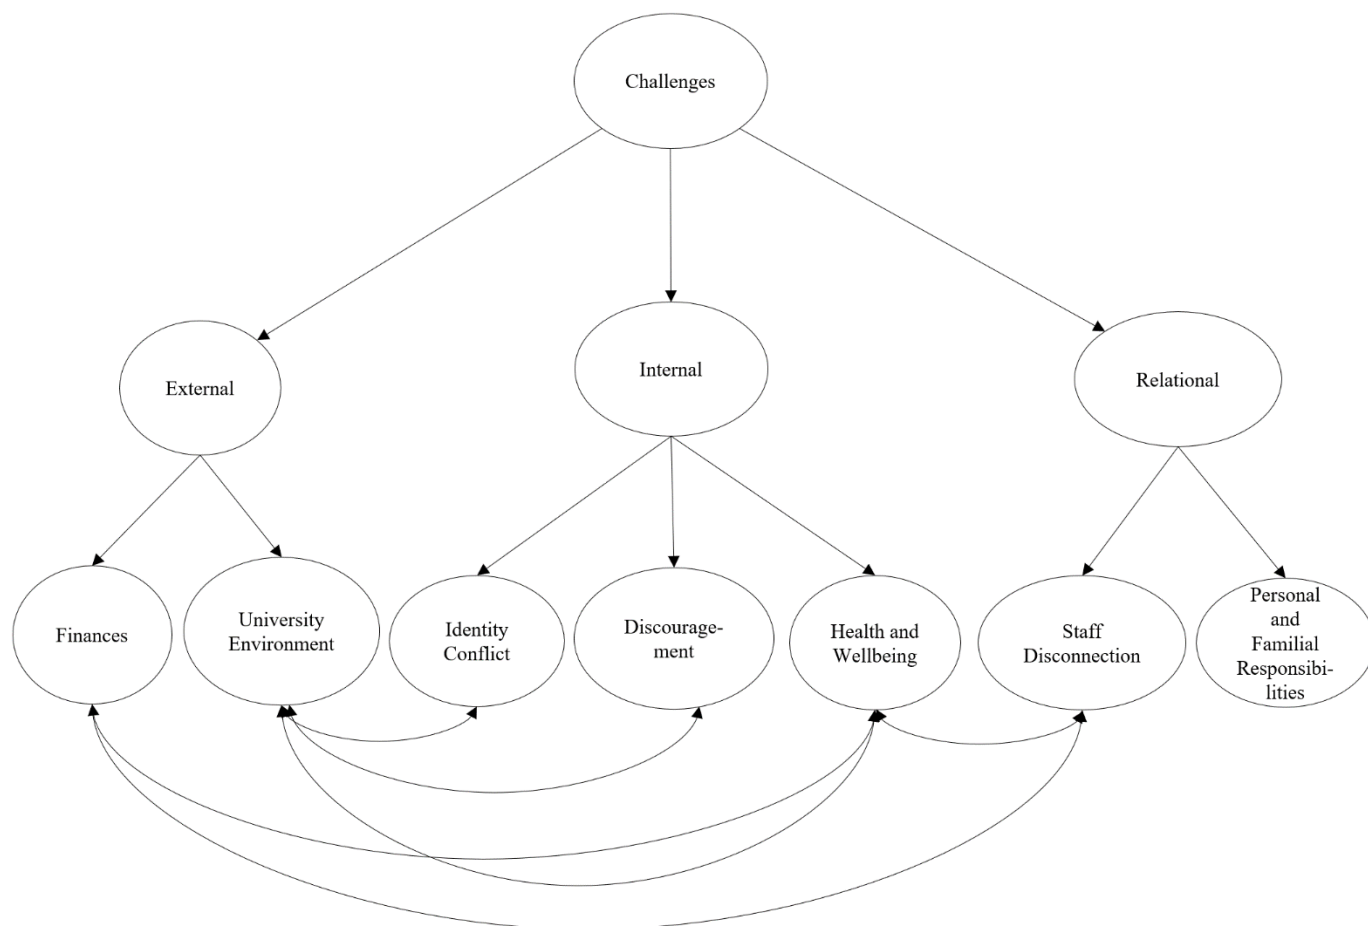 Challenges
External
Internal
Relational
Finances
University
Environment
Identity
Conflict
Discourage-
ment
Health and
Wellbeing
Staff
Disconnection
Personal
and
Familial
Responsibi-
lities